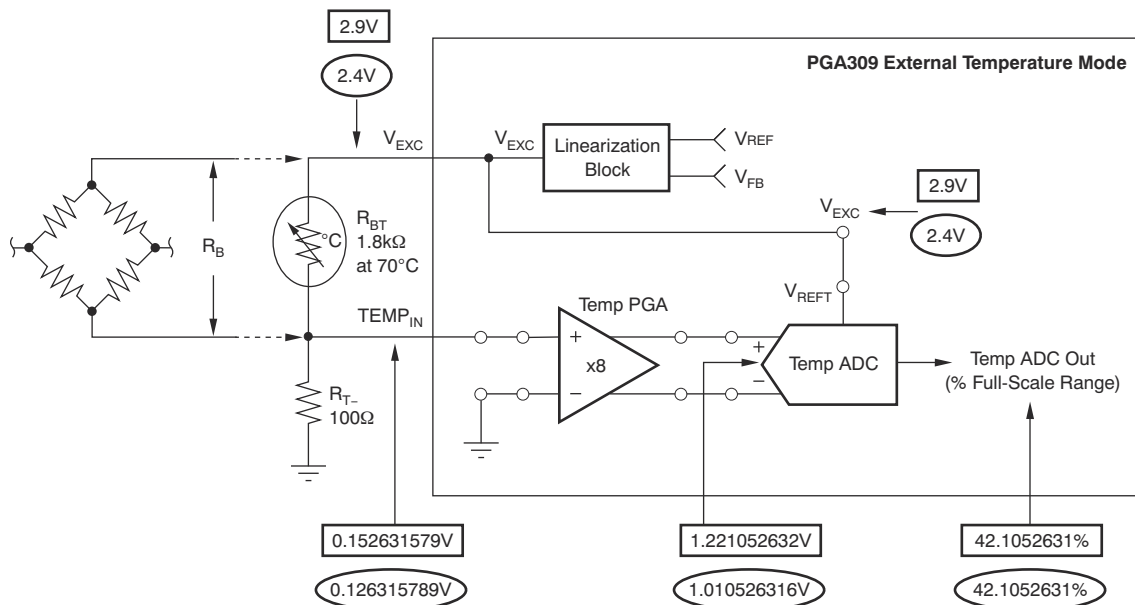 2.9V
2.4V
PGA309 External Temperature Mode
V_EXC
V_EXC
Linearization
Block
V_REF
V_FB
2.9V
2.4V
V_EXC
R_B
°C
R_BT
1.8kΩ
at 70°C
V_REFT
TEMP_IN
Temp PGA
+
x8
–
+
–
Temp ADC
Temp ADC Out
(% Full-Scale Range)
R_T–
100Ω
0.152631579V
1.221052632V
42.1052631%
0.126315789V
1.010526316V
42.1052631%